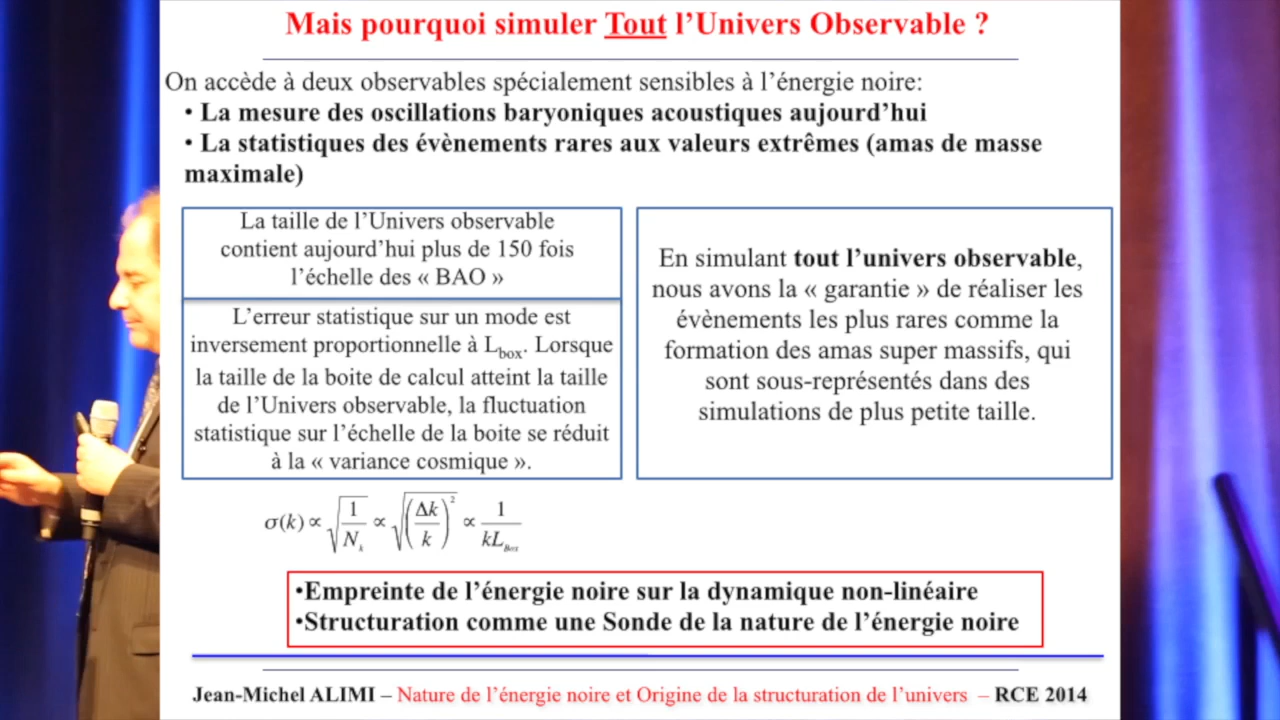 Mais pourquoi simuler Tout l’Univers Observable ?
On accède à deux observables spécialement sensibles à l’énergie noire:
• La mesure des oscillations baryoniques acoustiques aujourd’hui
• La statistiques des évènements rares aux valeurs extrêmes (amas de masse
maximale)
La taille de l’Univers observable
contient aujourd’hui plus de 150 fois
l’échelle des « BAO »
L’erreur statistique sur un mode est
inversement proportionnelle à Lbox. Lorsque
la taille de la boite de calcul atteint la taille
de l’Univers observable, la fluctuation
statistique sur l’échelle de la boite se réduit
à la « variance cosmique ».
En simulant tout l’univers observable,
nous avons la « garantie » de réaliser les
évènements les plus rares comme la
formation des amas super massifs, qui
sont sous-représentés dans des
simulations de plus petite taille.
σ(k) ∝ √(1/N_k) ∝ √((Δk/k)²) ∝ 1/(kL_Box)
•Empreinte de l’énergie noire sur la dynamique non-linéaire
•Structuration comme une Sonde de la nature de l’énergie noire
Jean-Michel ALIMI – Nature de l’énergie noire et Origine de la structuration de l’univers – RCE 2014